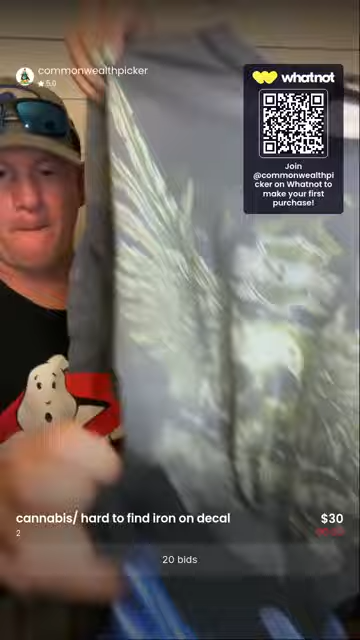 commonwealthpicker
★ 5.0
whatnot
Join
@commonwealthpi
cker on Whatnot to
make your first
purchase!
cannabis/ hard to find iron on decal
$30
2
20 bids